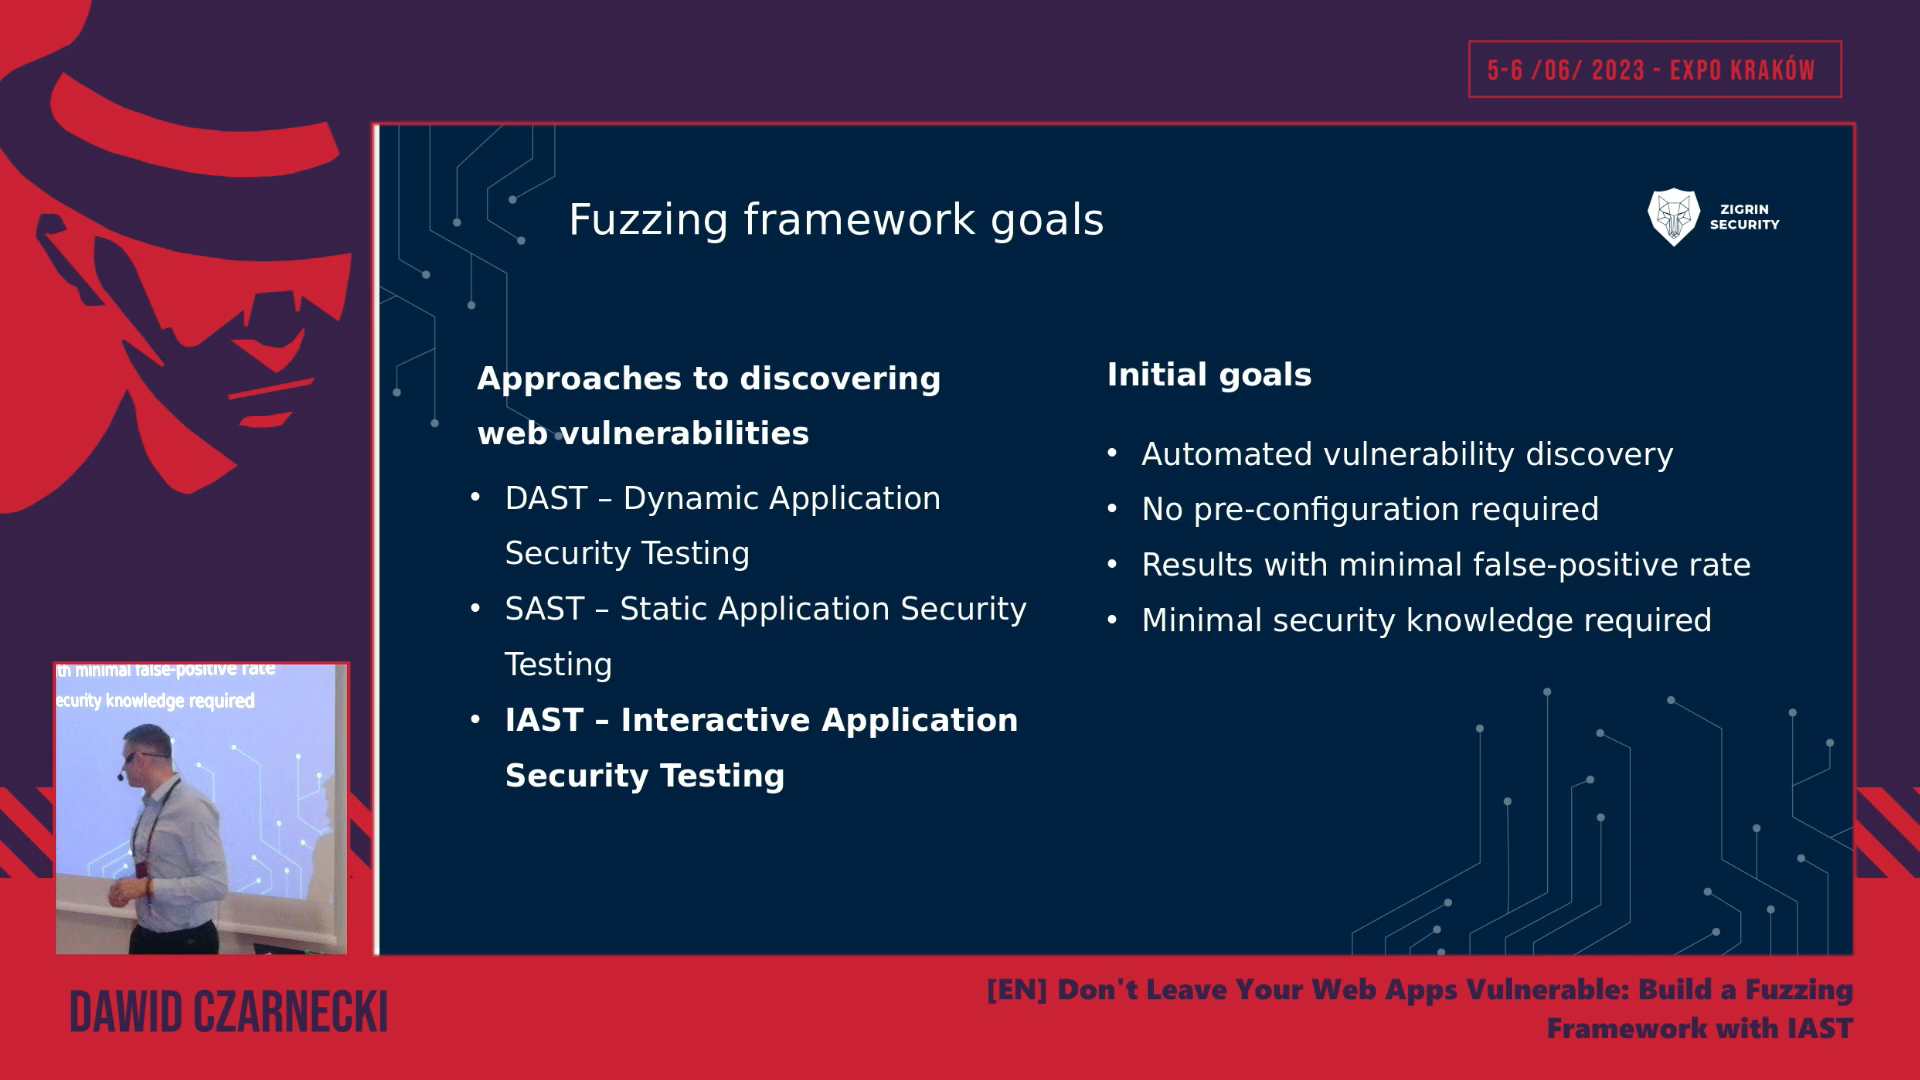 5-6 /06/ 2023 - EXPO KRAKÓW
Fuzzing framework goals
ZIGRIN
SECURITY
Approaches to discovering
web vulnerabilities
• DAST – Dynamic Application
Security Testing
• SAST – Static Application Security
Testing
• IAST – Interactive Application
Security Testing
Initial goals
• Automated vulnerability discovery
• No pre-configuration required
• Results with minimal false-positive rate
• Minimal security knowledge required
th minimal false-positive rate
ecurity knowledge required
DAWID CZARNECKI
[EN] Don't Leave Your Web Apps Vulnerable: Build a Fuzzing
Framework with IAST